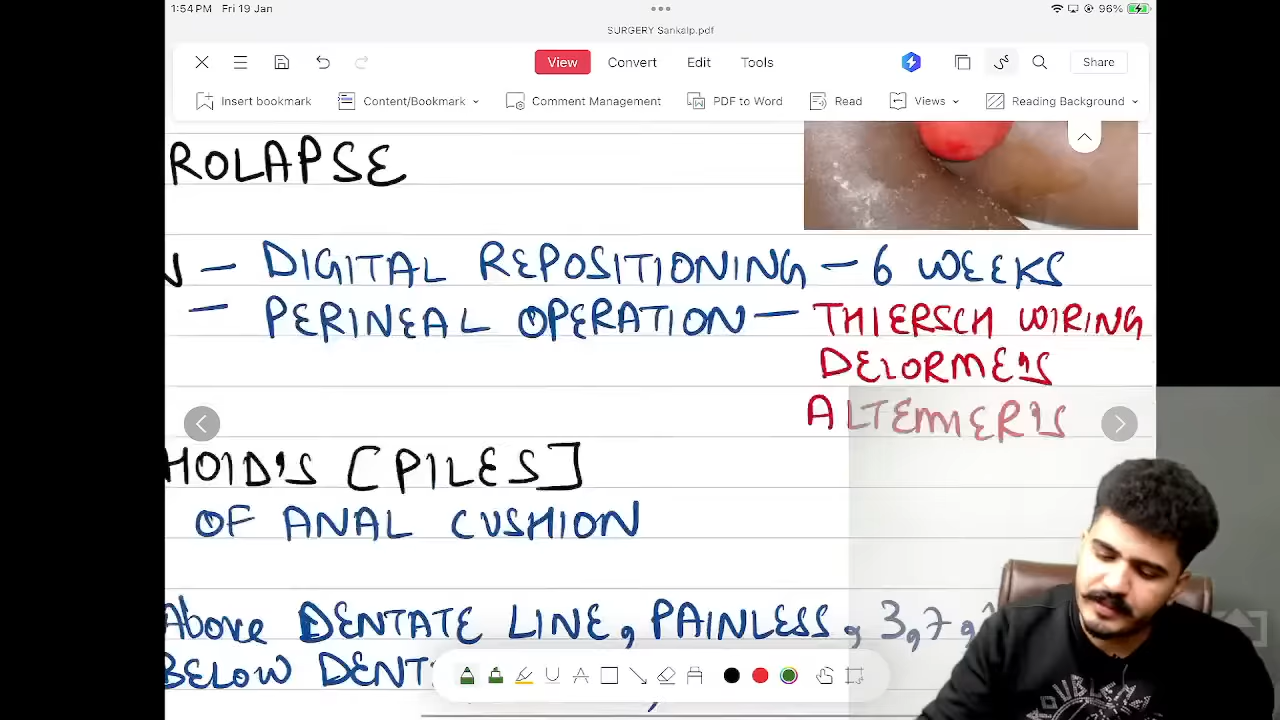 1:54 PM Fri 19 Jan
96%
SURGERY Sankalp.pdf
View Convert Edit Tools Share
Insert bookmark Content/Bookmark Comment Management PDF to Word Read Views Reading Background
ROLAPSE
N - DIGITAL REPOSITIONING - 6 WEEKS
- PERINEAL OPERATION - THIERSCH WIRING
DELORME'S
ALTEMIER'S
HOID'S [PILES]
OF ANAL CUSHION
Above DENTATE LINE, PAINLESS, 3,7,
BELOW DENT